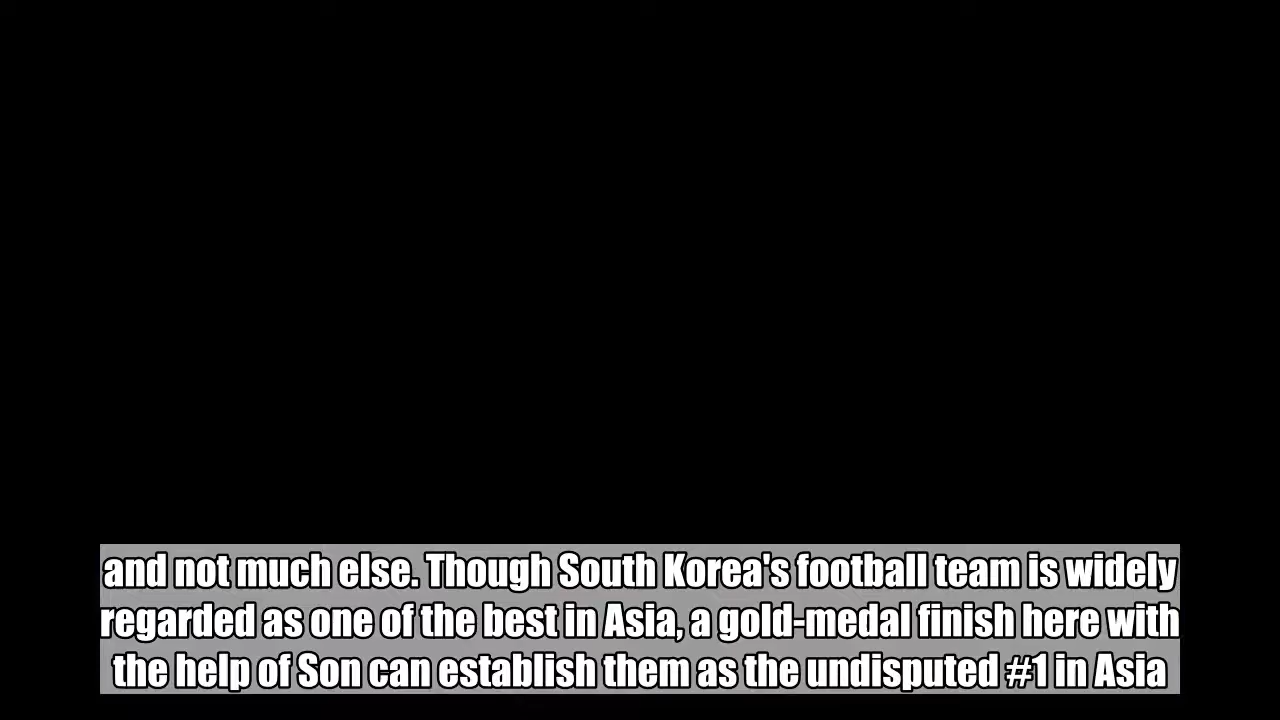 and not much else. Though South Korea's football team is widely
regarded as one of the best in Asia, a gold-medal finish here with
the help of Son can establish them as the undisputed #1 in Asia